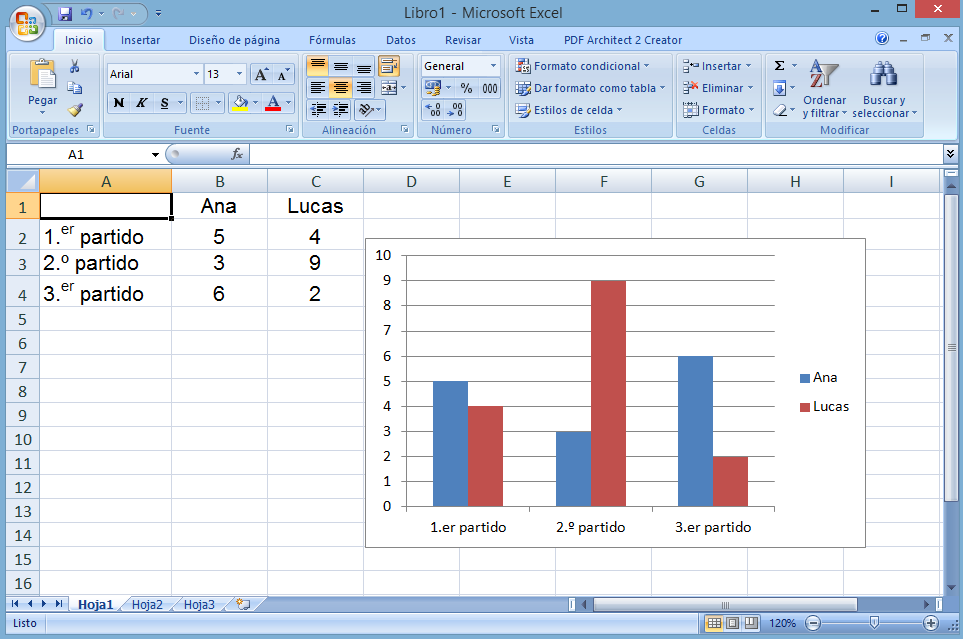 Libro1 - Microsoft Excel
Inicio Insertar Diseño de página Fórmulas Datos Revisar Vista PDF Architect 2 Creator
Pegar
Portapapeles
Arial 13 A A
N K S A
Fuente
Alineación
General
% 000
Número
Formato condicional
Dar formato como tabla
Estilos de celda
Estilos
Insertar
Eliminar
Formato
Celdas
Σ
Ordenar y filtrar
Buscar y seleccionar
Modificar
A1 fx
A B C D E F G H I
1 Ana Lucas
2 1.er partido 5 4
3 2.º partido 3 9
4 3.er partido 6 2
5
6
7
8
9
10
11
12
13
14
15
16
10
9
8
7
6
5
4
3
2
1
0
1.er partido 2.º partido 3.er partido
Ana
Lucas
Hoja1 Hoja2 Hoja3
Listo 120%